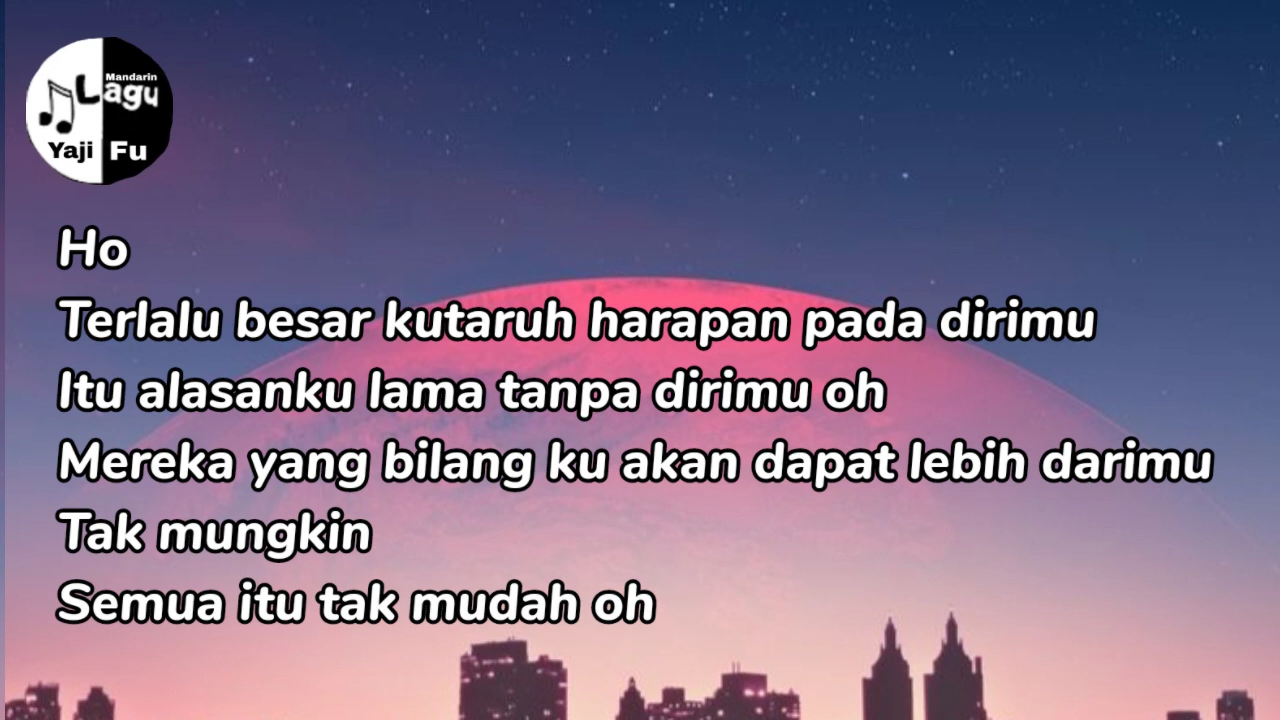 Mandarin
Lagu
Yaji Fu
Ho
Terlalu besar kutaruh harapan pada dirimu
Itu alasanku lama tanpa dirimu oh
Mereka yang bilang ku akan dapat lebih darimu
Tak mungkin
Semua itu tak mudah oh